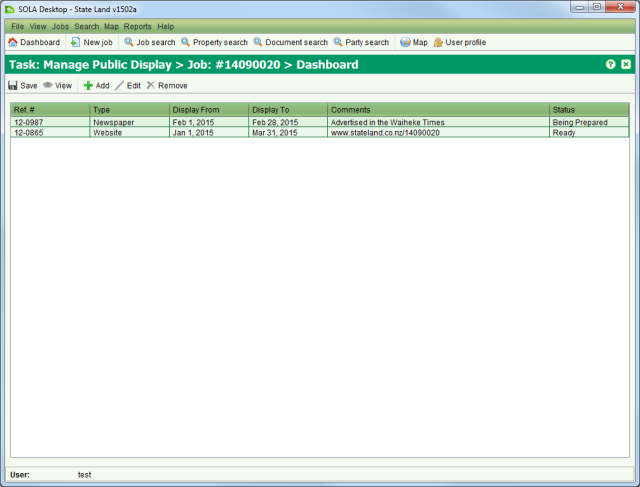 SOLA Desktop - State Land v1502a
File View Jobs Search Map Reports Help
Dashboard New job Job search Property search Document search Party search Map User profile
Task: Manage Public Display > Job: #14090020 > Dashboard
Save View Add Edit Remove
Ref. # Type Display From Display To Comments Status
12-0987 Newspaper Feb 1, 2015 Feb 28, 2015 Advertised in the Waiheke Times Being Prepared
12-0865 Website Jan 1, 2015 Mar 31, 2015 www.stateland.co.nz/14090020 Ready
User: test